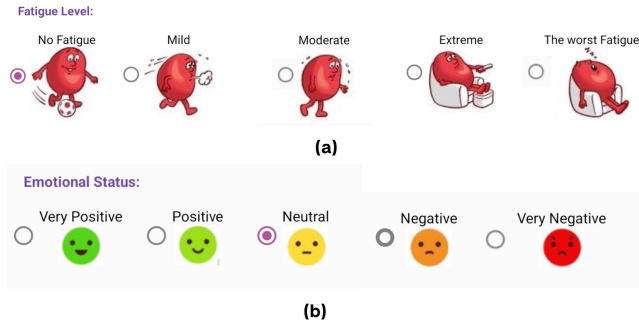 Fatigue Level:
No Fatigue Mild Moderate Extreme The worst Fatigue
(a)
Emotional Status:
Very Positive Positive Neutral Negative Very Negative
(b)